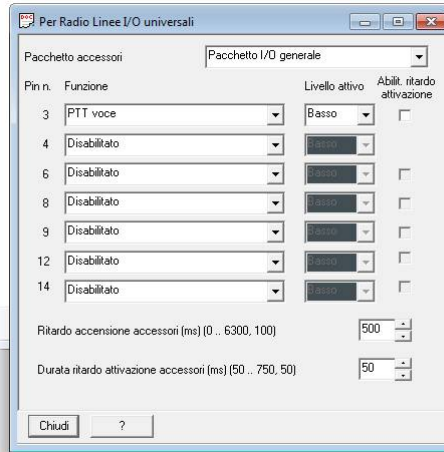 Per Radio Linee I/O universali
Pacchetto accessori Pacchetto I/O generale
Pin n. Funzione Livello attivo Abilit. ritardo attivazione
3 PTT voce Basso
4 Disabilitato Basso
6 Disabilitato Basso
8 Disabilitato Basso
9 Disabilitato Basso
12 Disabilitato Basso
14 Disabilitato Basso
Ritardo accensione accessori (ms) (0 .. 6300, 100) 500
Durata ritardo attivazione accessori (ms) (50 .. 750, 50) 50
Chiudi ?